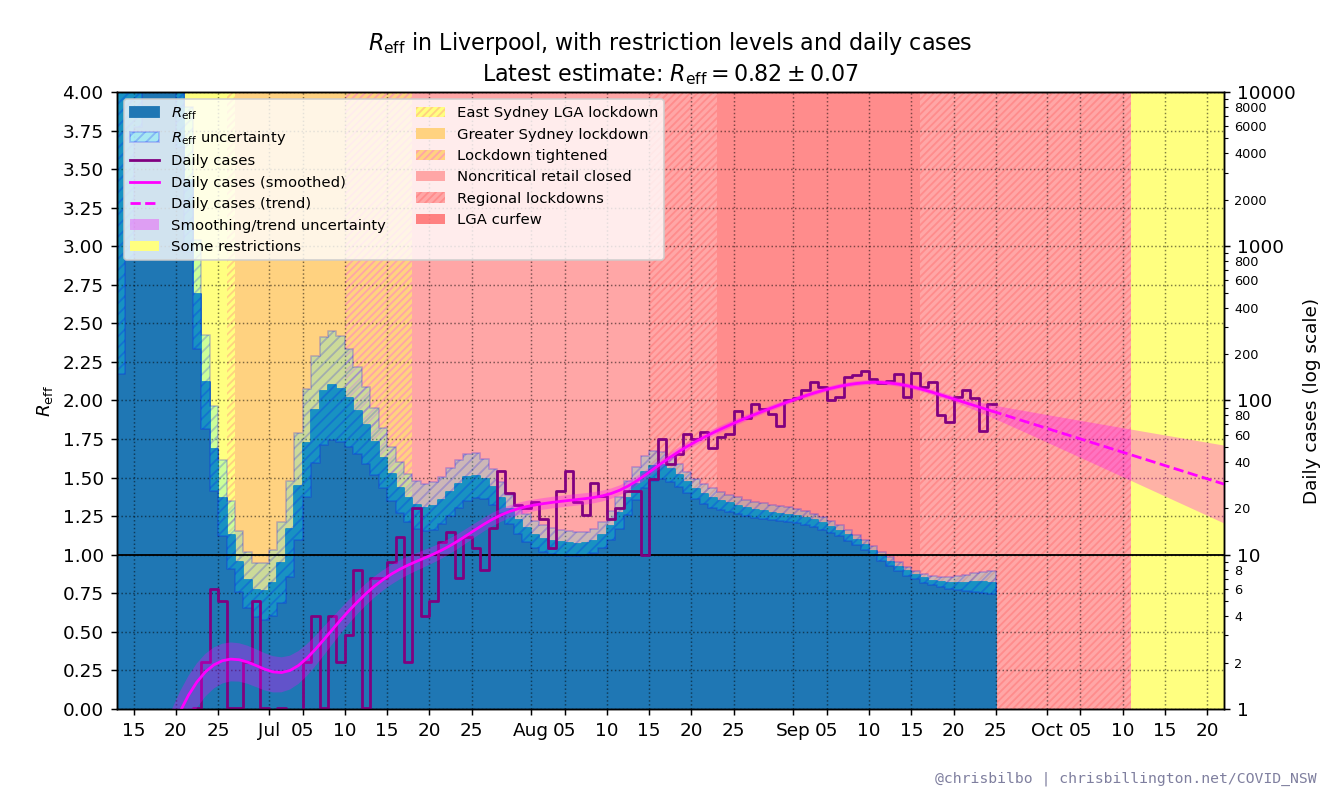 R_eff in Liverpool, with restriction levels and daily cases
Latest estimate: R_eff = 0.82 ± 0.07
R_eff
R_eff uncertainty
Daily cases
Daily cases (smoothed)
Daily cases (trend)
Smoothing/trend uncertainty
Some restrictions
East Sydney LGA lockdown
Greater Sydney lockdown
Lockdown tightened
Noncritical retail closed
Regional lockdowns
LGA curfew
R_eff
4.00
3.75
3.50
3.25
3.00
2.75
2.50
2.25
2.00
1.75
1.50
1.25
1.00
0.75
0.50
0.25
0.00
10000
8000
6000
4000
2000
1000
800
600
400
200
100
80
60
40
20
10
8
6
4
2
1
Daily cases (log scale)
15 20 25 Jul 05 10 15 20 25 Aug 05 10 15 20 25 Sep 05 10 15 20 25 Oct 05 10 15 20
@chrisbilbo | chrisbillington.net/COVID_NSW